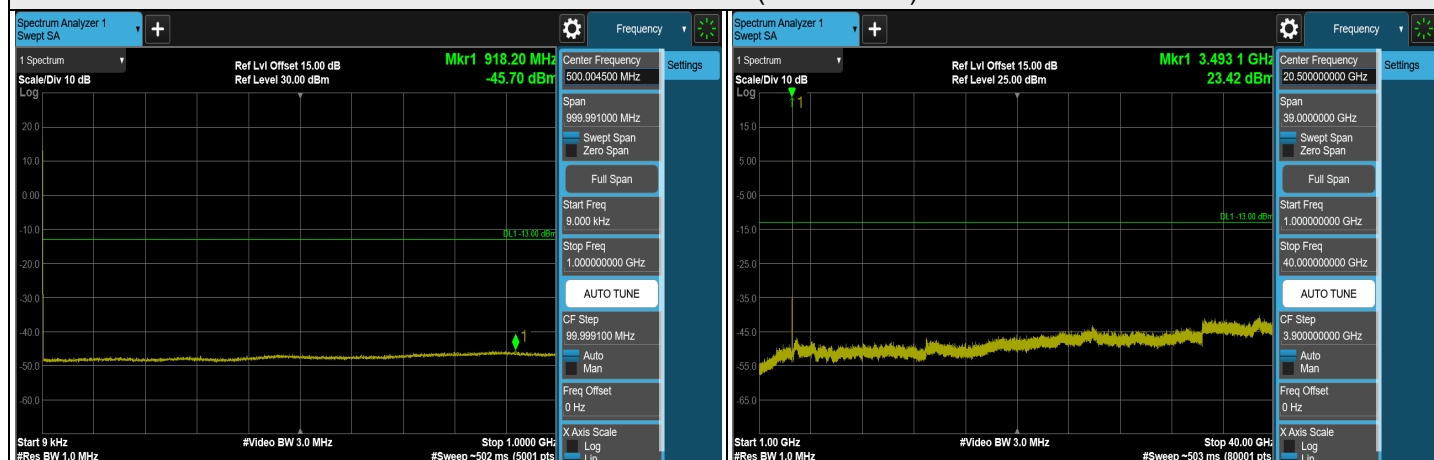 Spectrum Analyzer 1
Swept SA
+
Frequency
1 Spectrum
Scale/Div 10 dB
Log
Ref Lvl Offset 15.00 dB
Ref Level 30.00 dBm
Mkr1 918.20 MHz
-45.70 dBm
20.0
10.0
0.00
-10.0
-20.0
-30.0
-40.0
-50.0
-60.0
DL1 -13.00 dBm
1
Start 9 kHz
#Res BW 1.0 MHz
#Video BW 3.0 MHz
Stop 1.0000 GHz
#Sweep ~502 ms (5001 pts
Center Frequency
500.004500 MHz
Settings
Span
999.991000 MHz
Swept Span
Zero Span
Full Span
Start Freq
9.000 kHz
Stop Freq
1.000000000 GHz
AUTO TUNE
CF Step
99.999100 MHz
Auto
Man
Freq Offset
0 Hz
X Axis Scale
Log
Lin
Spectrum Analyzer 1
Swept SA
+
Frequency
1 Spectrum
Scale/Div 10 dB
Log
Ref Lvl Offset 15.00 dB
Ref Level 25.00 dBm
Mkr1 3.493 1 GHz
23.42 dBm
1
15.0
5.00
-5.00
-15.0
-25.0
-35.0
-45.0
-55.0
-65.0
DL1 -13.00 dBm
Start 1.00 GHz
#Res BW 1.0 MHz
#Video BW 3.0 MHz
Stop 40.00 GHz
#Sweep ~503 ms (80001 pts
Center Frequency
20.500000000 GHz
Settings
Span
39.0000000 GHz
Swept Span
Zero Span
Full Span
Start Freq
1.000000000 GHz
Stop Freq
40.000000000 GHz
AUTO TUNE
CF Step
3.900000000 GHz
Auto
Man
Freq Offset
0 Hz
X Axis Scale
Log
Lin